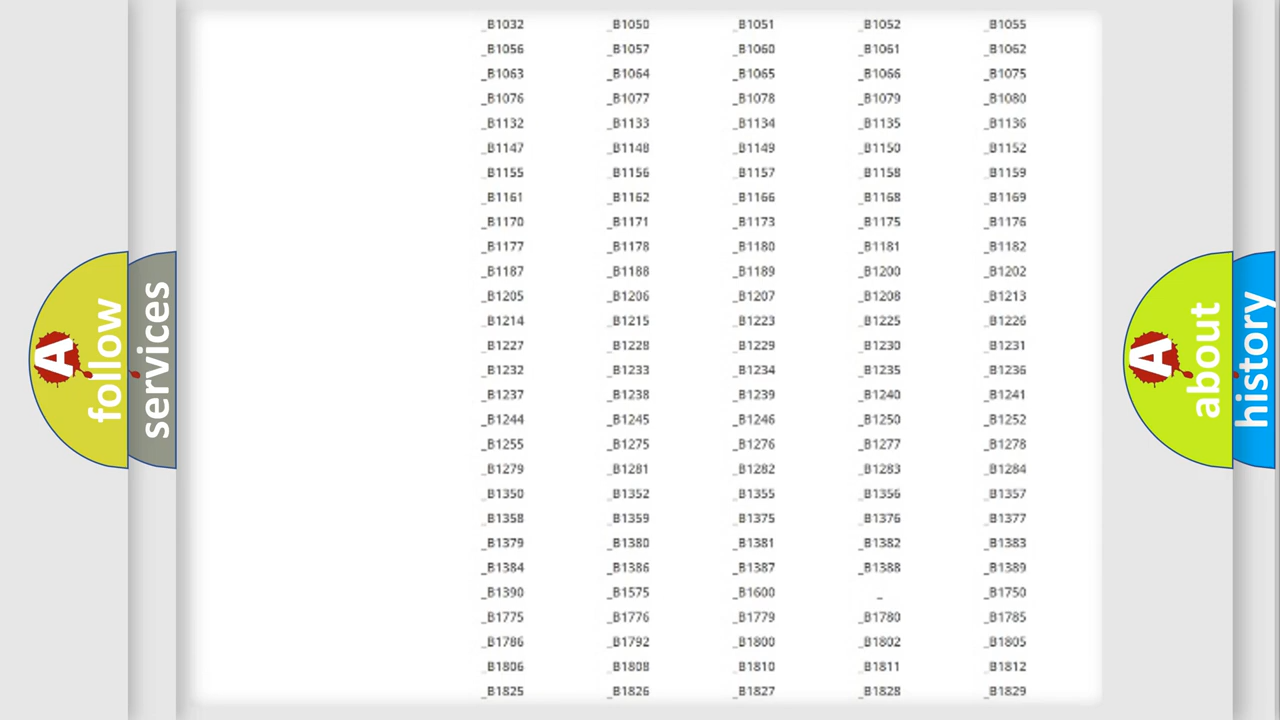 _B1032 _B1050 _B1051 _B1052 _B1055
_B1056 _B1057 _B1060 _B1061 _B1062
_B1063 _B1064 _B1065 _B1066 _B1075
_B1076 _B1077 _B1078 _B1079 _B1080
_B1132 _B1133 _B1134 _B1135 _B1136
_B1147 _B1148 _B1149 _B1150 _B1152
_B1155 _B1156 _B1157 _B1158 _B1159
_B1161 _B1162 _B1166 _B1168 _B1169
_B1170 _B1171 _B1173 _B1175 _B1176
_B1177 _B1178 _B1180 _B1181 _B1182
_B1187 _B1188 _B1189 _B1200 _B1202
_B1205 _B1206 _B1207 _B1208 _B1213
_B1214 _B1215 _B1223 _B1225 _B1226
_B1227 _B1228 _B1229 _B1230 _B1231
_B1232 _B1233 _B1234 _B1235 _B1236
_B1237 _B1238 _B1239 _B1240 _B1241
_B1244 _B1245 _B1246 _B1250 _B1252
_B1255 _B1275 _B1276 _B1277 _B1278
_B1279 _B1281 _B1282 _B1283 _B1284
_B1350 _B1352 _B1355 _B1356 _B1357
_B1358 _B1359 _B1375 _B1376 _B1377
_B1379 _B1380 _B1381 _B1382 _B1383
_B1384 _B1386 _B1387 _B1388 _B1389
_B1390 _B1575 _B1600 _ _B1750
_B1775 _B1776 _B1779 _B1780 _B1785
_B1786 _B1792 _B1800 _B1802 _B1805
_B1806 _B1808 _B1810 _B1811 _B1812
_B1825 _B1826 _B1827 _B1828 _B1829
A
follow
services
A
about
history